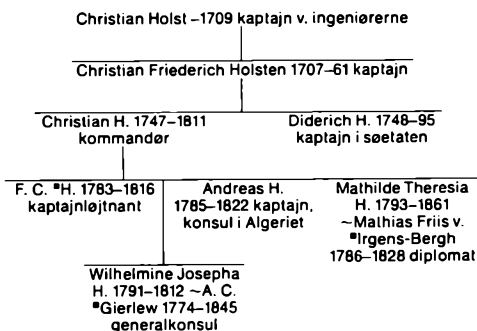 Christian Holst –1709 kaptajn v. ingeniørerne
Christian Friederich Holsten 1707–61 kaptajn
Christian H. 1747–1811
kommandør
Diderich H. 1748–95
kaptajn i søetaten
F. C. *H. 1783–1816
kaptajnløjtnant
Andreas H.
1785–1822 kaptajn,
konsul i Algeriet
Mathilde Theresia
H. 1793–1861
~Mathias Friis v.
*Irgens-Bergh
1786–1828 diplomat
Wilhelmine Josepha
H. 1791–1812 ~A. C.
*Gierlew 1774–1845
generalkonsul